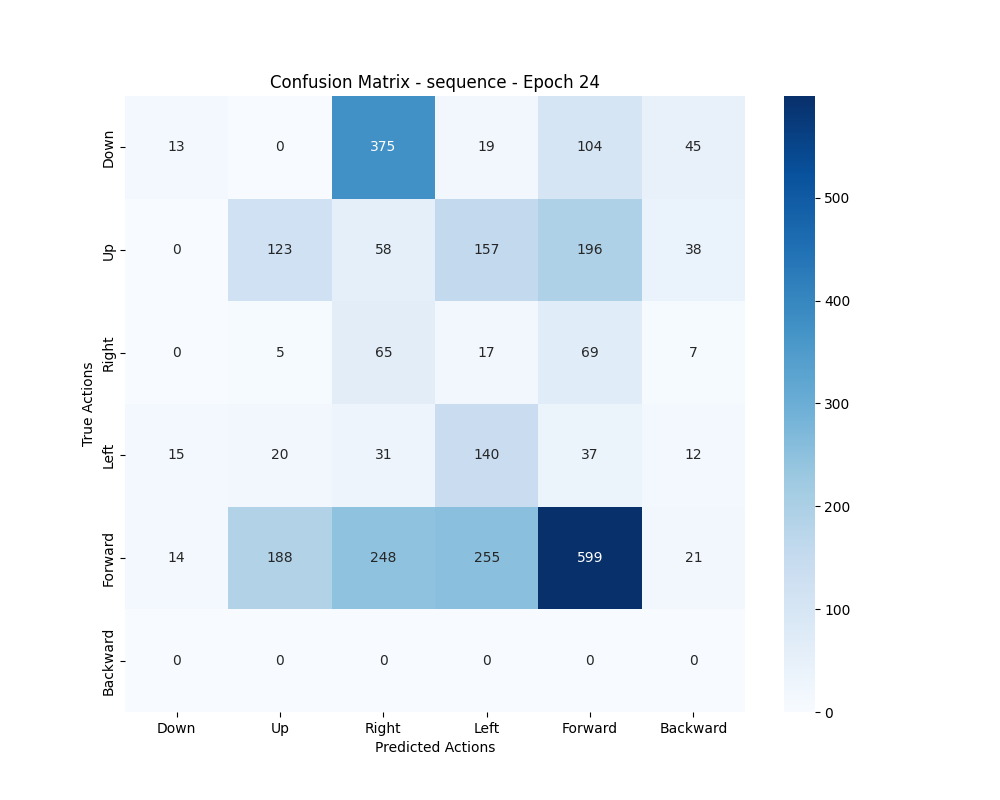 Confusion Matrix - sequence - Epoch 24
True Actions
Down 13 0 375 19 104 45
Up 0 123 58 157 196 38
Right 0 5 65 17 69 7
Left 15 20 31 140 37 12
Forward 14 188 248 255 599 21
Backward 0 0 0 0 0 0
Down Up Right Left Forward Backward
Predicted Actions
500
400
300
200
100
0